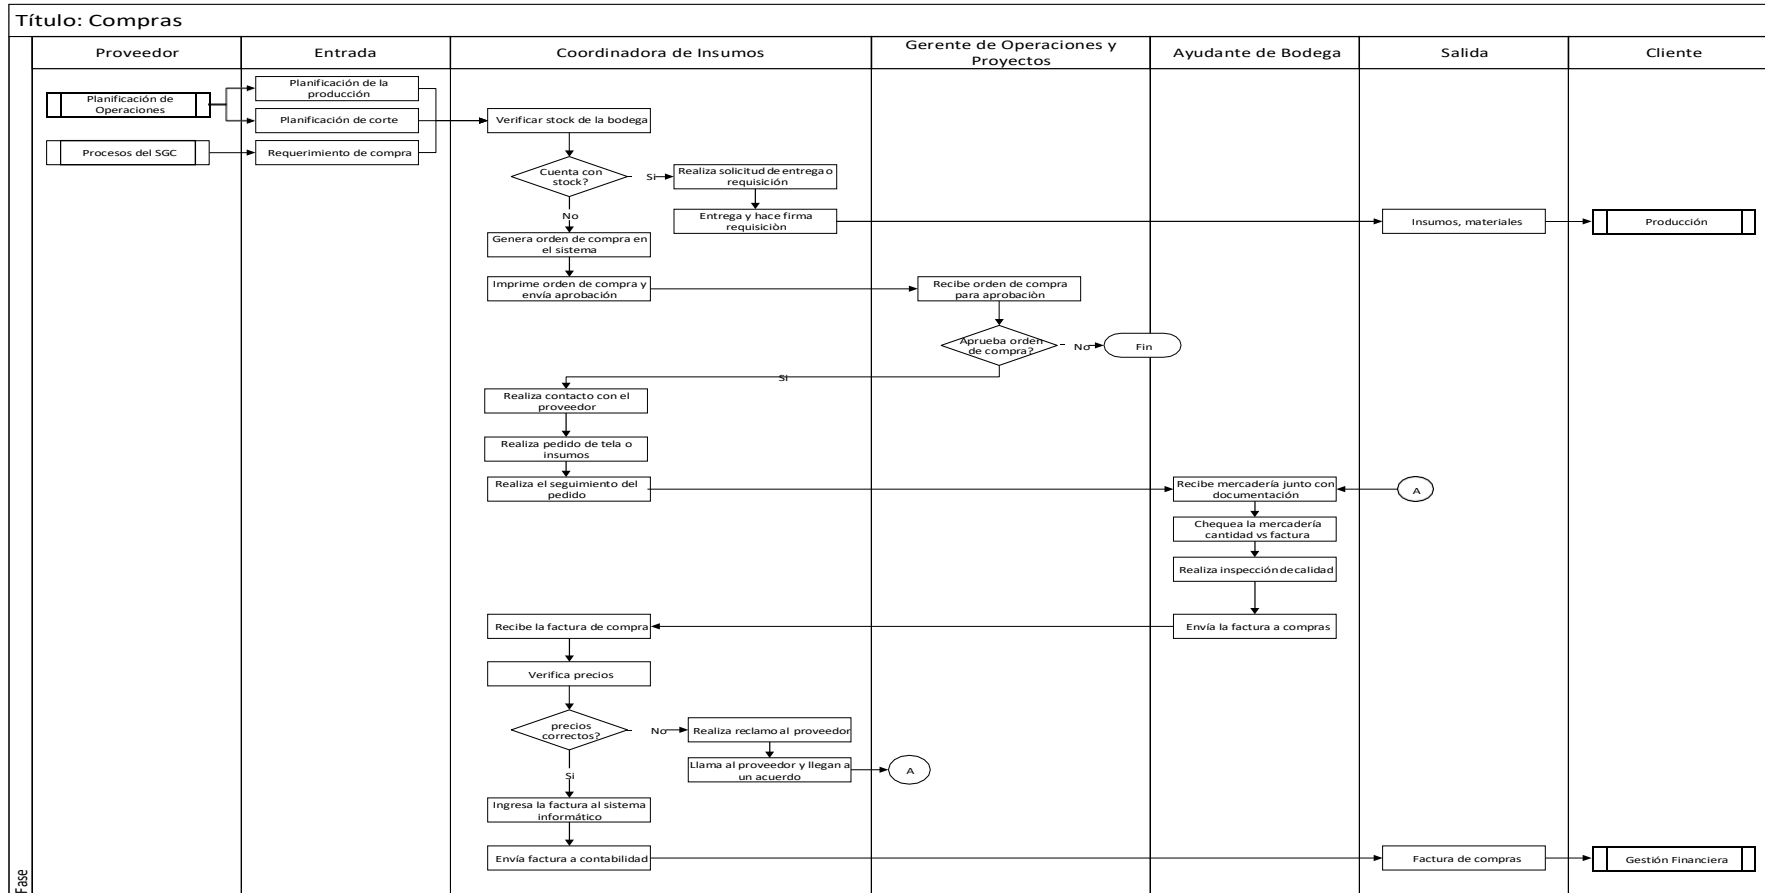 Título: Compras
Proveedor
Entrada
Coordinadora de Insumos
Gerente de Operaciones y
Proyectos
Ayudante de Bodega
Salida
Cliente
Planificación de
Operaciones
Planificación de la
producción
Planificación de corte
Verificar stock de la bodega
Procesos del SGC
Requerimiento de compra
Cuenta con
stock?
Si
Realiza solicitud de entrega o
requisición
No
Entrega y hace firma
requisiciòn
Insumos, materiales
Producción
Genera orden de compra en
el sistema
Imprime orden de compra y
envía aprobación
Recibe orden de compra
para aprobaciòn
Aprueba orden
de compra?
No
Fin
Si
Realiza contacto con el
proveedor
Realiza pedido de tela o
insumos
Realiza el seguimiento del
pedido
Recibe mercadería junto con
documentación
A
Chequea la mercadería
cantidad vs factura
Realiza inspección de calidad
Recibe la factura de compra
Envía la factura a compras
Verifica precios
precios
correctos?
No
Realiza reclamo al proveedor
Si
Llama al proveedor y llegan a
un acuerdo
A
Ingresa la factura al sistema
informático
Envía factura a contabilidad
Factura de compras
Gestión Financiera
Fase